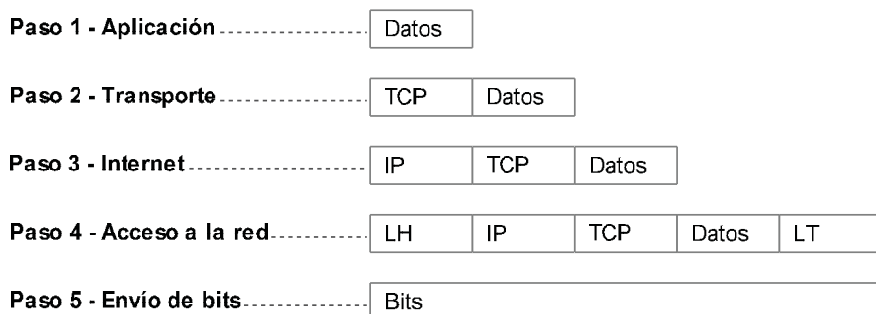 Paso 1 - Aplicación Datos
Paso 2 - Transporte TCP Datos
Paso 3 - Internet IP TCP Datos
Paso 4 - Acceso a la red LH IP TCP Datos LT
Paso 5 - Envío de bits Bits